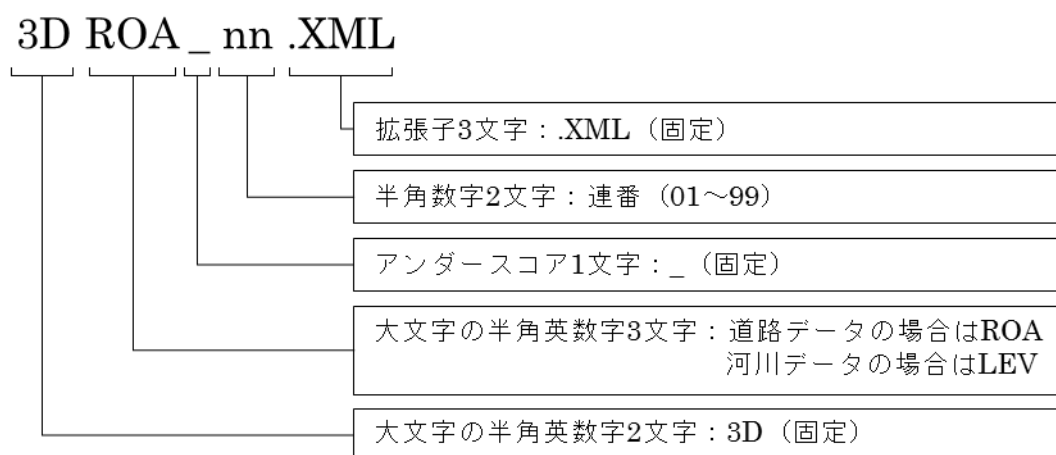 3D ROA _ nn .XML
拡張子3文字：.XML（固定）
半角数字2文字：連番（01～99）
アンダースコア1文字：_（固定）
大文字の半角英数字3文字：道路データの場合はROA
河川データの場合はLEV
大文字の半角英数字2文字：3D（固定）